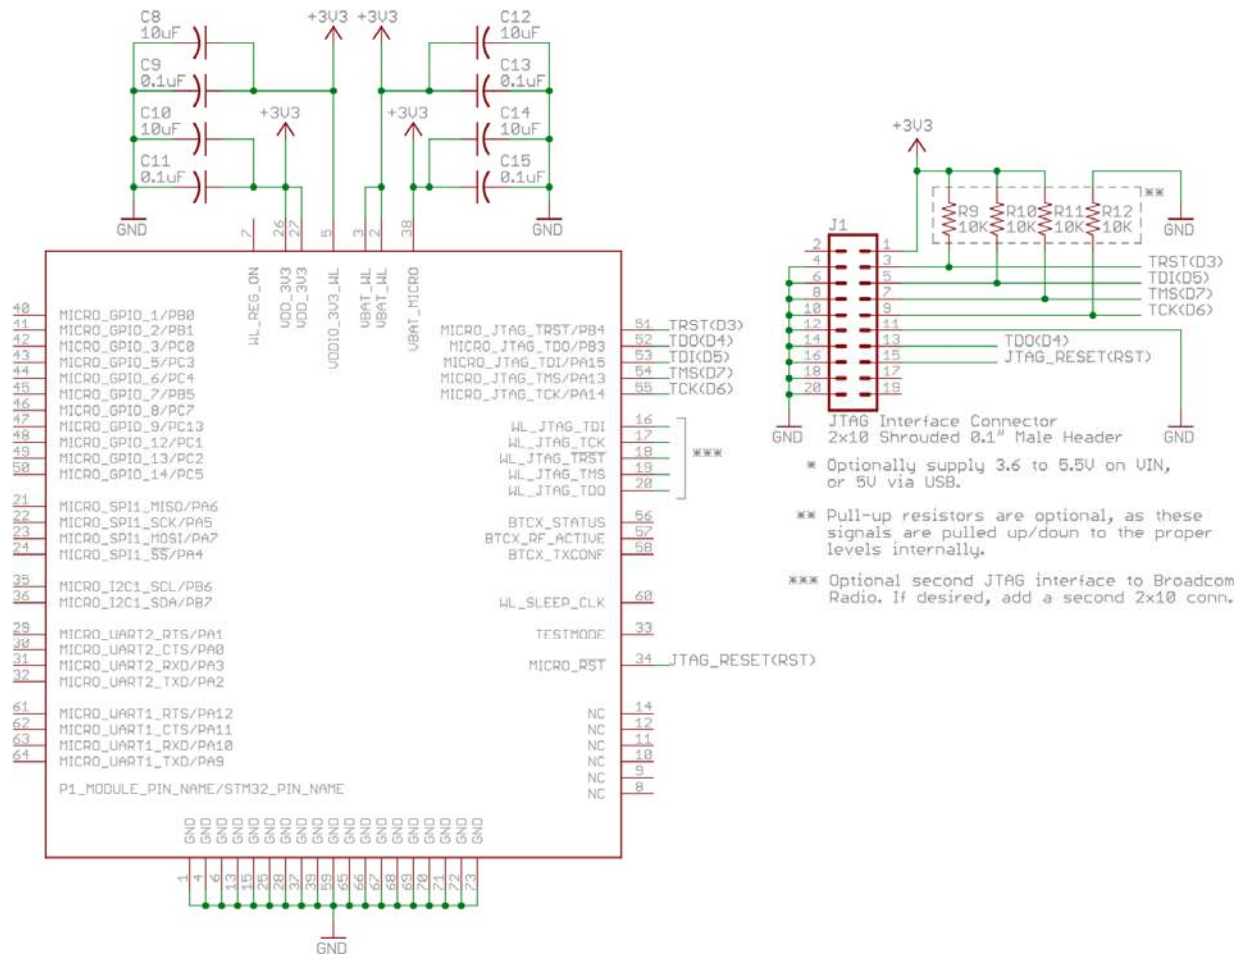 C8
10uF
C9
0.1uF
C10
10uF
C11
0.1uF
+3V3
+3V3
+3V3
+3V3
C12
10uF
C13
0.1uF
C14
10uF
C15
0.1uF
GND
GND
7
26
27
5
3
2
38
WL_REG_ON
VDD_3V3
VDD_3V3
VDDIO_3V3_WL
VBAT_WL
VBAT_WL
VBAT_MICRO
40 MICRO_GPIO_1/PB0
41 MICRO_GPIO_2/PB1
42 MICRO_GPIO_3/PC0
43 MICRO_GPIO_5/PC3
44 MICRO_GPIO_6/PC4
45 MICRO_GPIO_7/PB5
46 MICRO_GPIO_8/PC7
47 MICRO_GPIO_9/PC13
48 MICRO_GPIO_12/PC1
49 MICRO_GPIO_13/PC2
50 MICRO_GPIO_14/PC5
21 MICRO_SPI1_MISO/PA6
22 MICRO_SPI1_SCK/PA5
23 MICRO_SPI1_MOSI/PA7
24 MICRO_SPI1_SS/PA4
35 MICRO_I2C1_SCL/PB6
36 MICRO_I2C1_SDA/PB7
29 MICRO_UART2_RTS/PA1
30 MICRO_UART2_CTS/PA0
31 MICRO_UART2_RXD/PA3
32 MICRO_UART2_TXD/PA2
61 MICRO_UART1_RTS/PA12
62 MICRO_UART1_CTS/PA11
63 MICRO_UART1_RXD/PA10
64 MICRO_UART1_TXD/PA9
P1_MODULE_PIN_NAME/STM32_PIN_NAME
MICRO_JTAG_TRST/PB4 51 TRST(D3)
MICRO_JTAG_TDO/PB3 52 TDO(D4)
MICRO_JTAG_TDI/PA15 53 TDI(D5)
MICRO_JTAG_TMS/PA13 54 TMS(D7)
MICRO_JTAG_TCK/PA14 55 TCK(D6)
WL_JTAG_TDI 16
WL_JTAG_TCK 17
WL_JTAG_TRST 18
WL_JTAG_TMS 19
WL_JTAG_TDO 20
***
BTCX_STATUS 56
BTCX_RF_ACTIVE 57
BTCX_TXCONF 58
WL_SLEEP_CLK 60
TESTMODE 33
MICRO_RST 34 JTAG_RESET(RST)
NC 14
NC 12
NC 11
NC 10
NC 9
NC 8
GND GND GND GND GND GND GND GND GND GND GND GND GND GND GND GND GND GND GND
1 4 6 13 15 25 28 37 39 59 65 66 67 68 69 70 71 72 73
GND
+3V3
**
R9
10K
R10
10K
R11
10K
R12
10K
GND
J1
2 1
4 3 TRST(D3)
6 5 TDI(D5)
8 7 TMS(D7)
10 9 TCK(D6)
12 11
14 13 TDO(D4)
16 15 JTAG_RESET(RST)
18 17
20 19
GND
GND
JTAG Interface Connector
2x10 Shrouded 0.1" Male Header
* Optionally supply 3.6 to 5.5V on VIN,
or 5V via USB.
** Pull-up resistors are optional, as these
signals are pulled up/down to the proper
levels internally.
*** Optional second JTAG interface to Broadcom
Radio. If desired, add a second 2x10 conn.